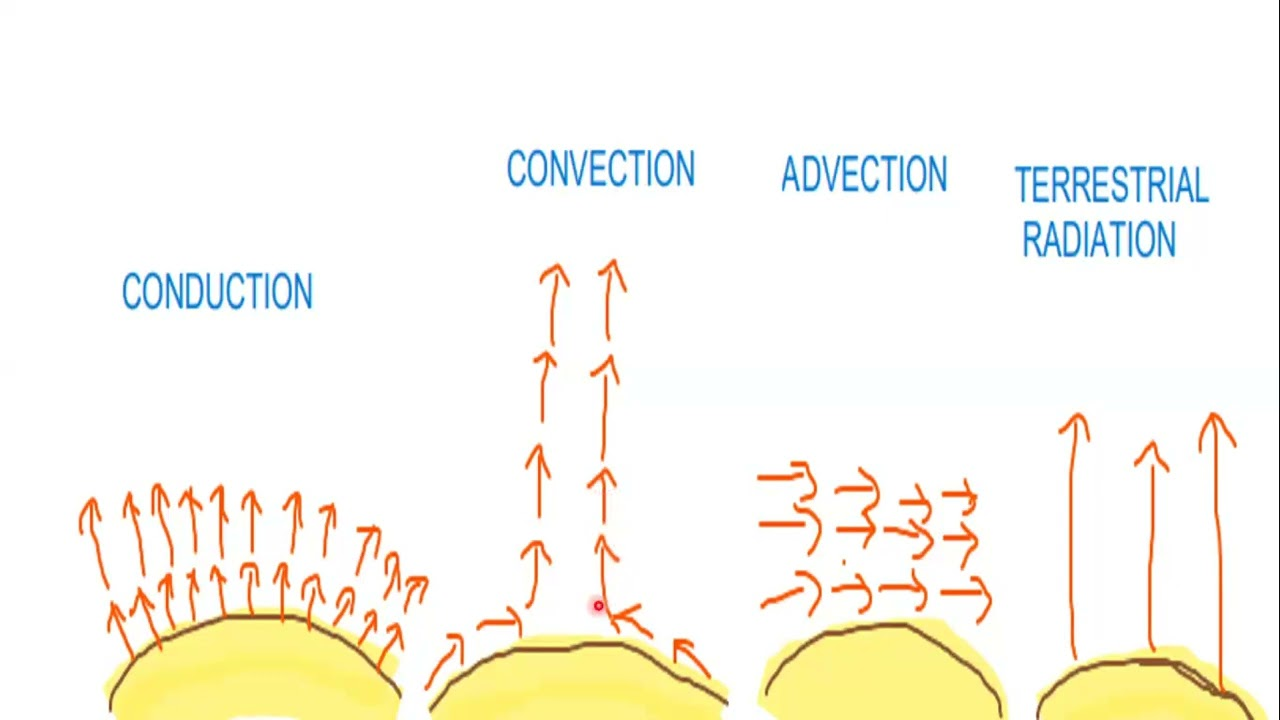 CONDUCTION
CONVECTION
ADVECTION
TERRESTRIAL
RADIATION